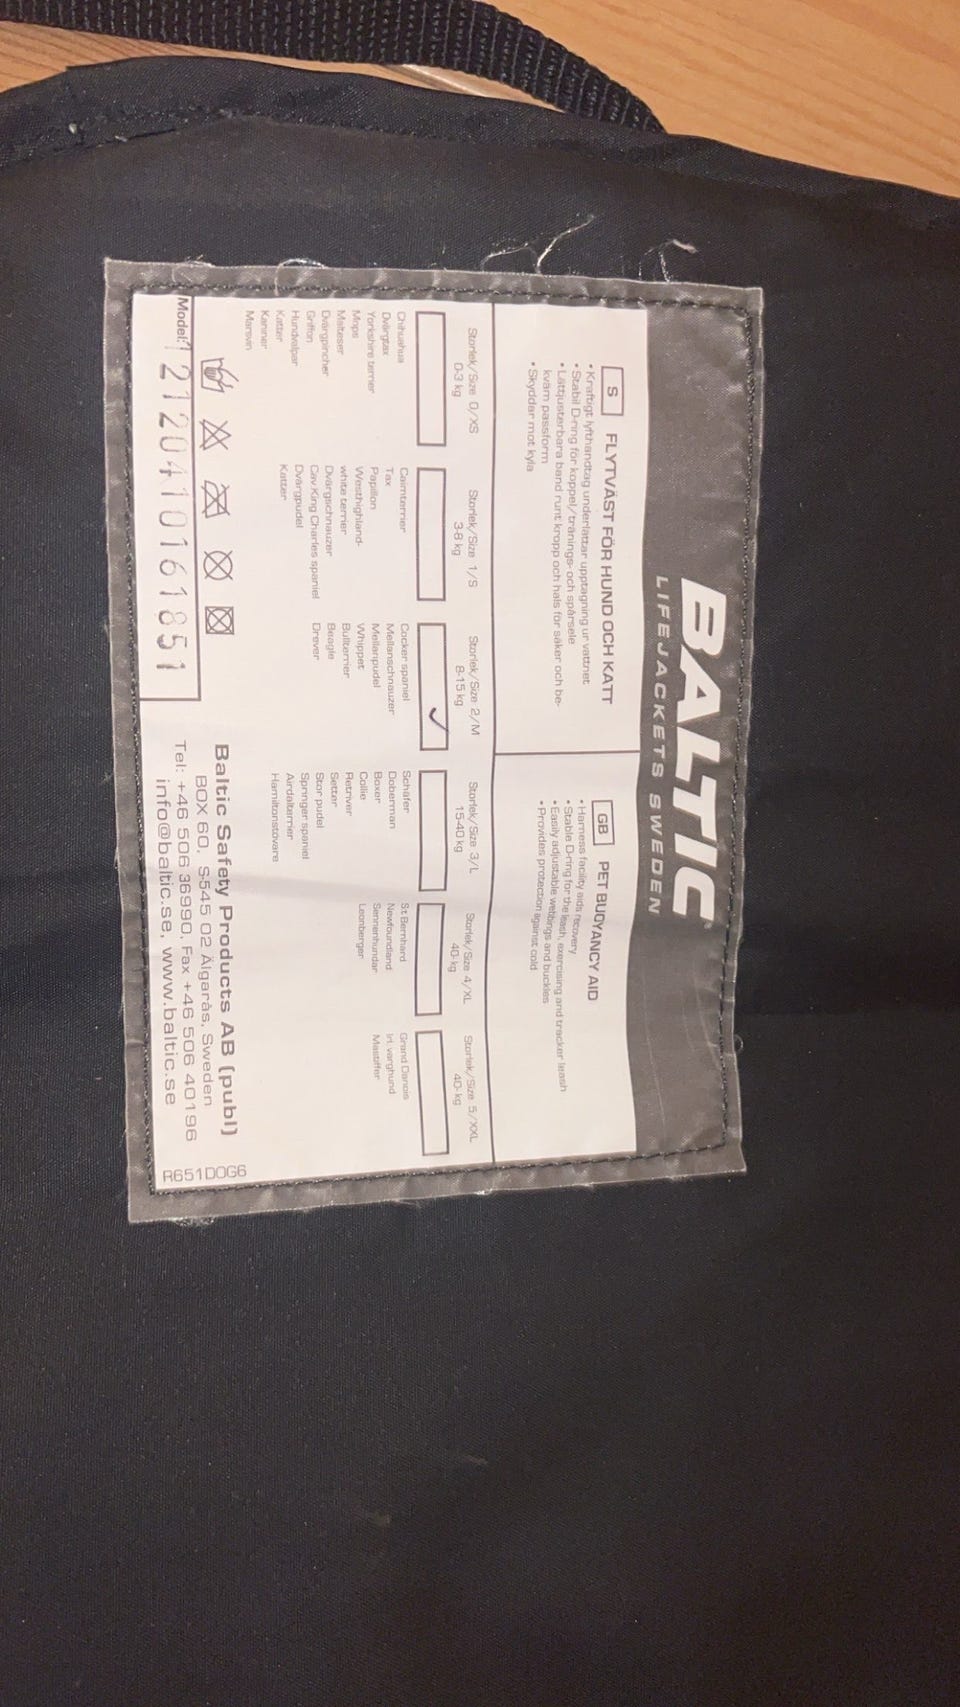 BALTIC
LIFEJACKETS SWEDEN
S FLYTVÄST FÖR HUND OCH KATT
• Kraftigt lyfthandtag underlättar upptagning ur vattnet
• Stabil D-ring för koppel/tränings- och spårsele
• Lättjusterbara band runt kropp och hals för säker och be-
kväm passform
• Skyddar mot kyla
GB PET BUOYANCY AID
• Harness facility aids recovery
• Stable D-ring for the leash, exercising and tracker leash
• Easily adjustable webbings and buckles
• Provides protection against cold
Storlek/Size 0/XS
0-3 kg
Chihuahua
Dvärgtax
Yorkshire terrier
Mops
Malteser
Dvärgpincher
Griffon
Hundvalpar
Katter
Kaniner
Marsvin
Storlek/Size 1/S
3-8 kg
Cairnterrier
Tax
Papillon
Westhighland-
white terrier
Dvärgschnauzer
Cav.King Charles spaniel
Dvärgpudel
Katter
Storlek/Size 2/M
8-15 kg
✓
Cocker spaniel
Mellanschnauzer
Mellanpudel
Whippet
Bullterrier
Beagle
Drever
Storlek/Size 3/L
15-40 kg
Schäfer
Doberman
Boxer
Collie
Retriver
Setter
Stor pudel
Springer spaniel
Airdaleterrier
Hamiltonstövare
Storlek/Size 4/XL
40- kg
St Bernhard
Newfoundland
Sennenhundar
Leonberger
Storlek/Size 5/XXL
40- kg
Grand Danois
Irl. varghund
Mastiffer
Model: 12120410161851
Baltic Safety Products AB (publ)
BOX 60, S-545 02 Älgarås, Sweden
Tel: +46 506 36990, Fax +46 506 40196
info@baltic.se, www.baltic.se
R651DOG6